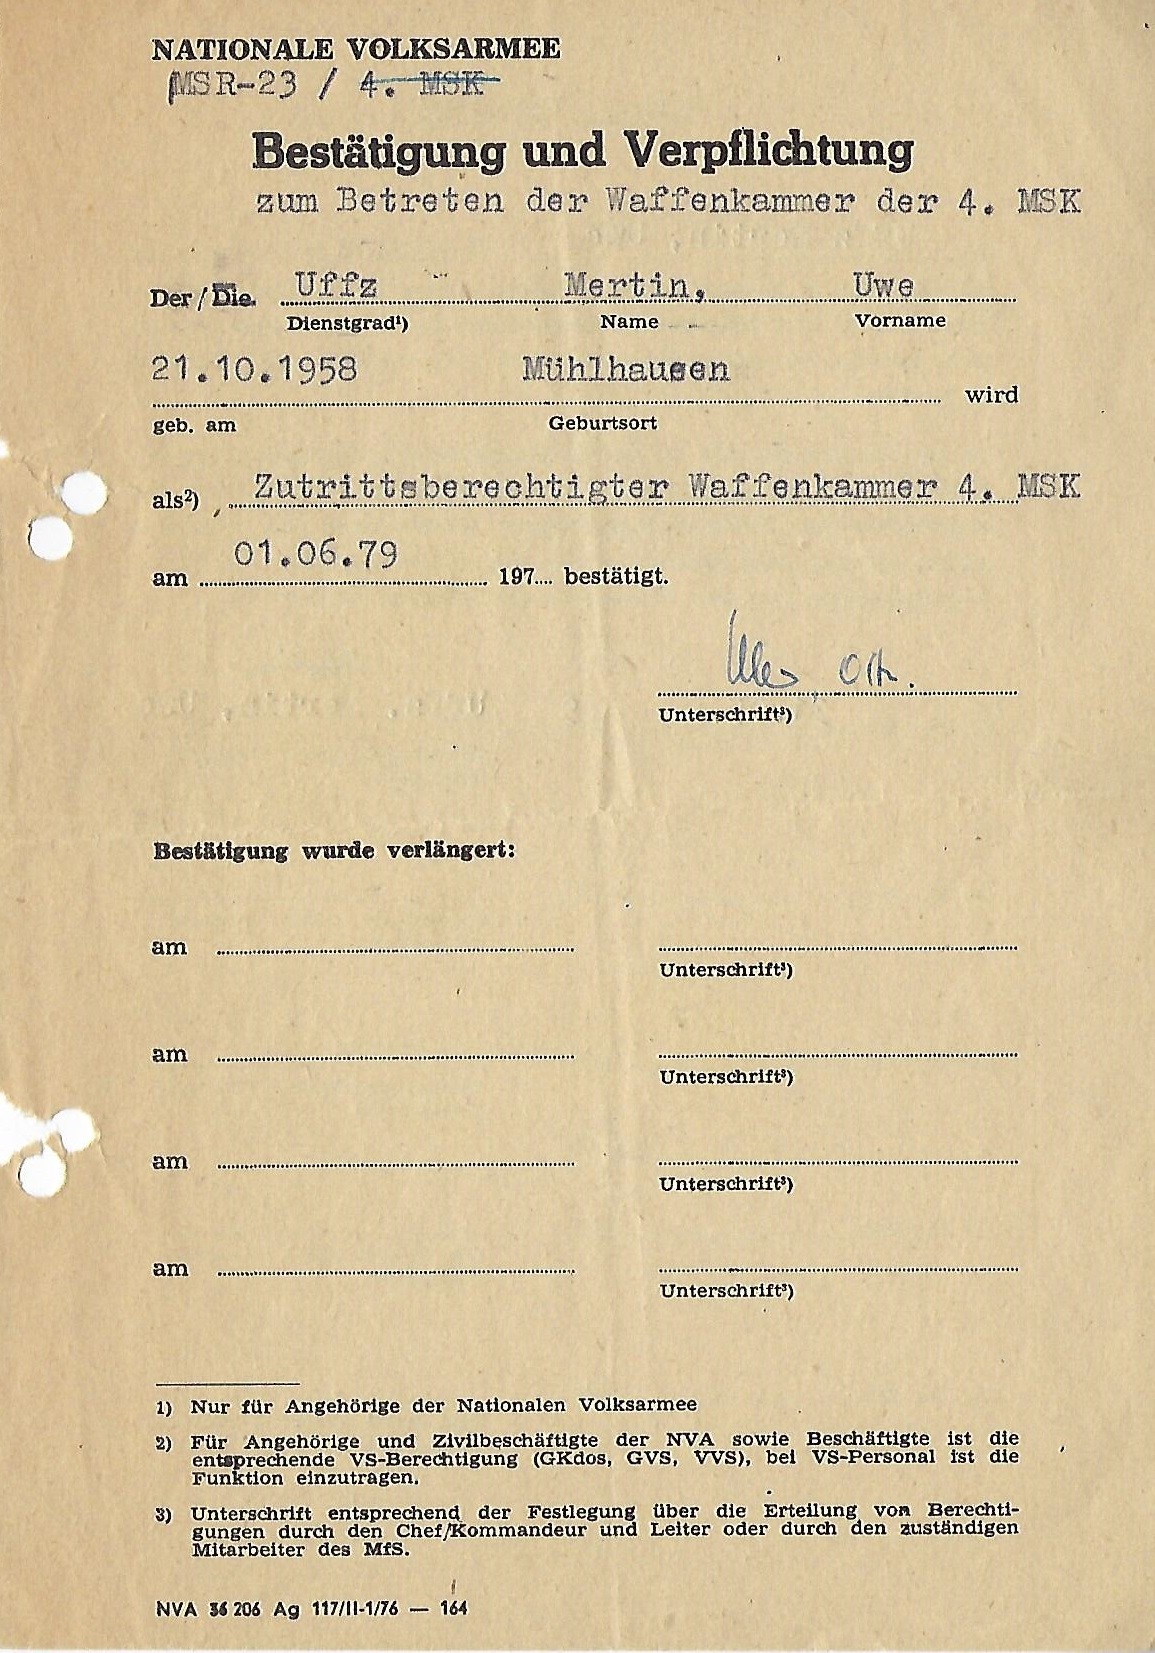 NATIONALE VOLKSARMEE
MSR-23 / 4. MSK
Bestätigung und Verpflichtung
zum Betreten der Waffenkammer der 4. MSK
Der/Die Uffz Mertin, Uwe
Dienstgrad¹) Name Vorname
21.10.1958 Mühlhausen
wird
geb. am Geburtsort
als²) Zutrittsberechtigter Waffenkammer 4. MSK
am 01.06.79 197.... bestätigt.
Unterschrift³)
Bestätigung wurde verlängert:
am
Unterschrift³)
am
Unterschrift³)
am
Unterschrift³)
am
Unterschrift³)
1) Nur für Angehörige der Nationalen Volksarmee
2) Für Angehörige und Zivilbeschäftigte der NVA sowie Beschäftigte ist die
entsprechende VS-Berechtigung (GKdos, GVS, VVS), bei VS-Personal ist die
Funktion einzutragen.
3) Unterschrift entsprechend der Festlegung über die Erteilung von Berechti-
gungen durch den Chef/Kommandeur und Leiter oder durch den zuständigen
Mitarbeiter des MfS.
NVA 36 206 Ag 117/II-1/76 — 164